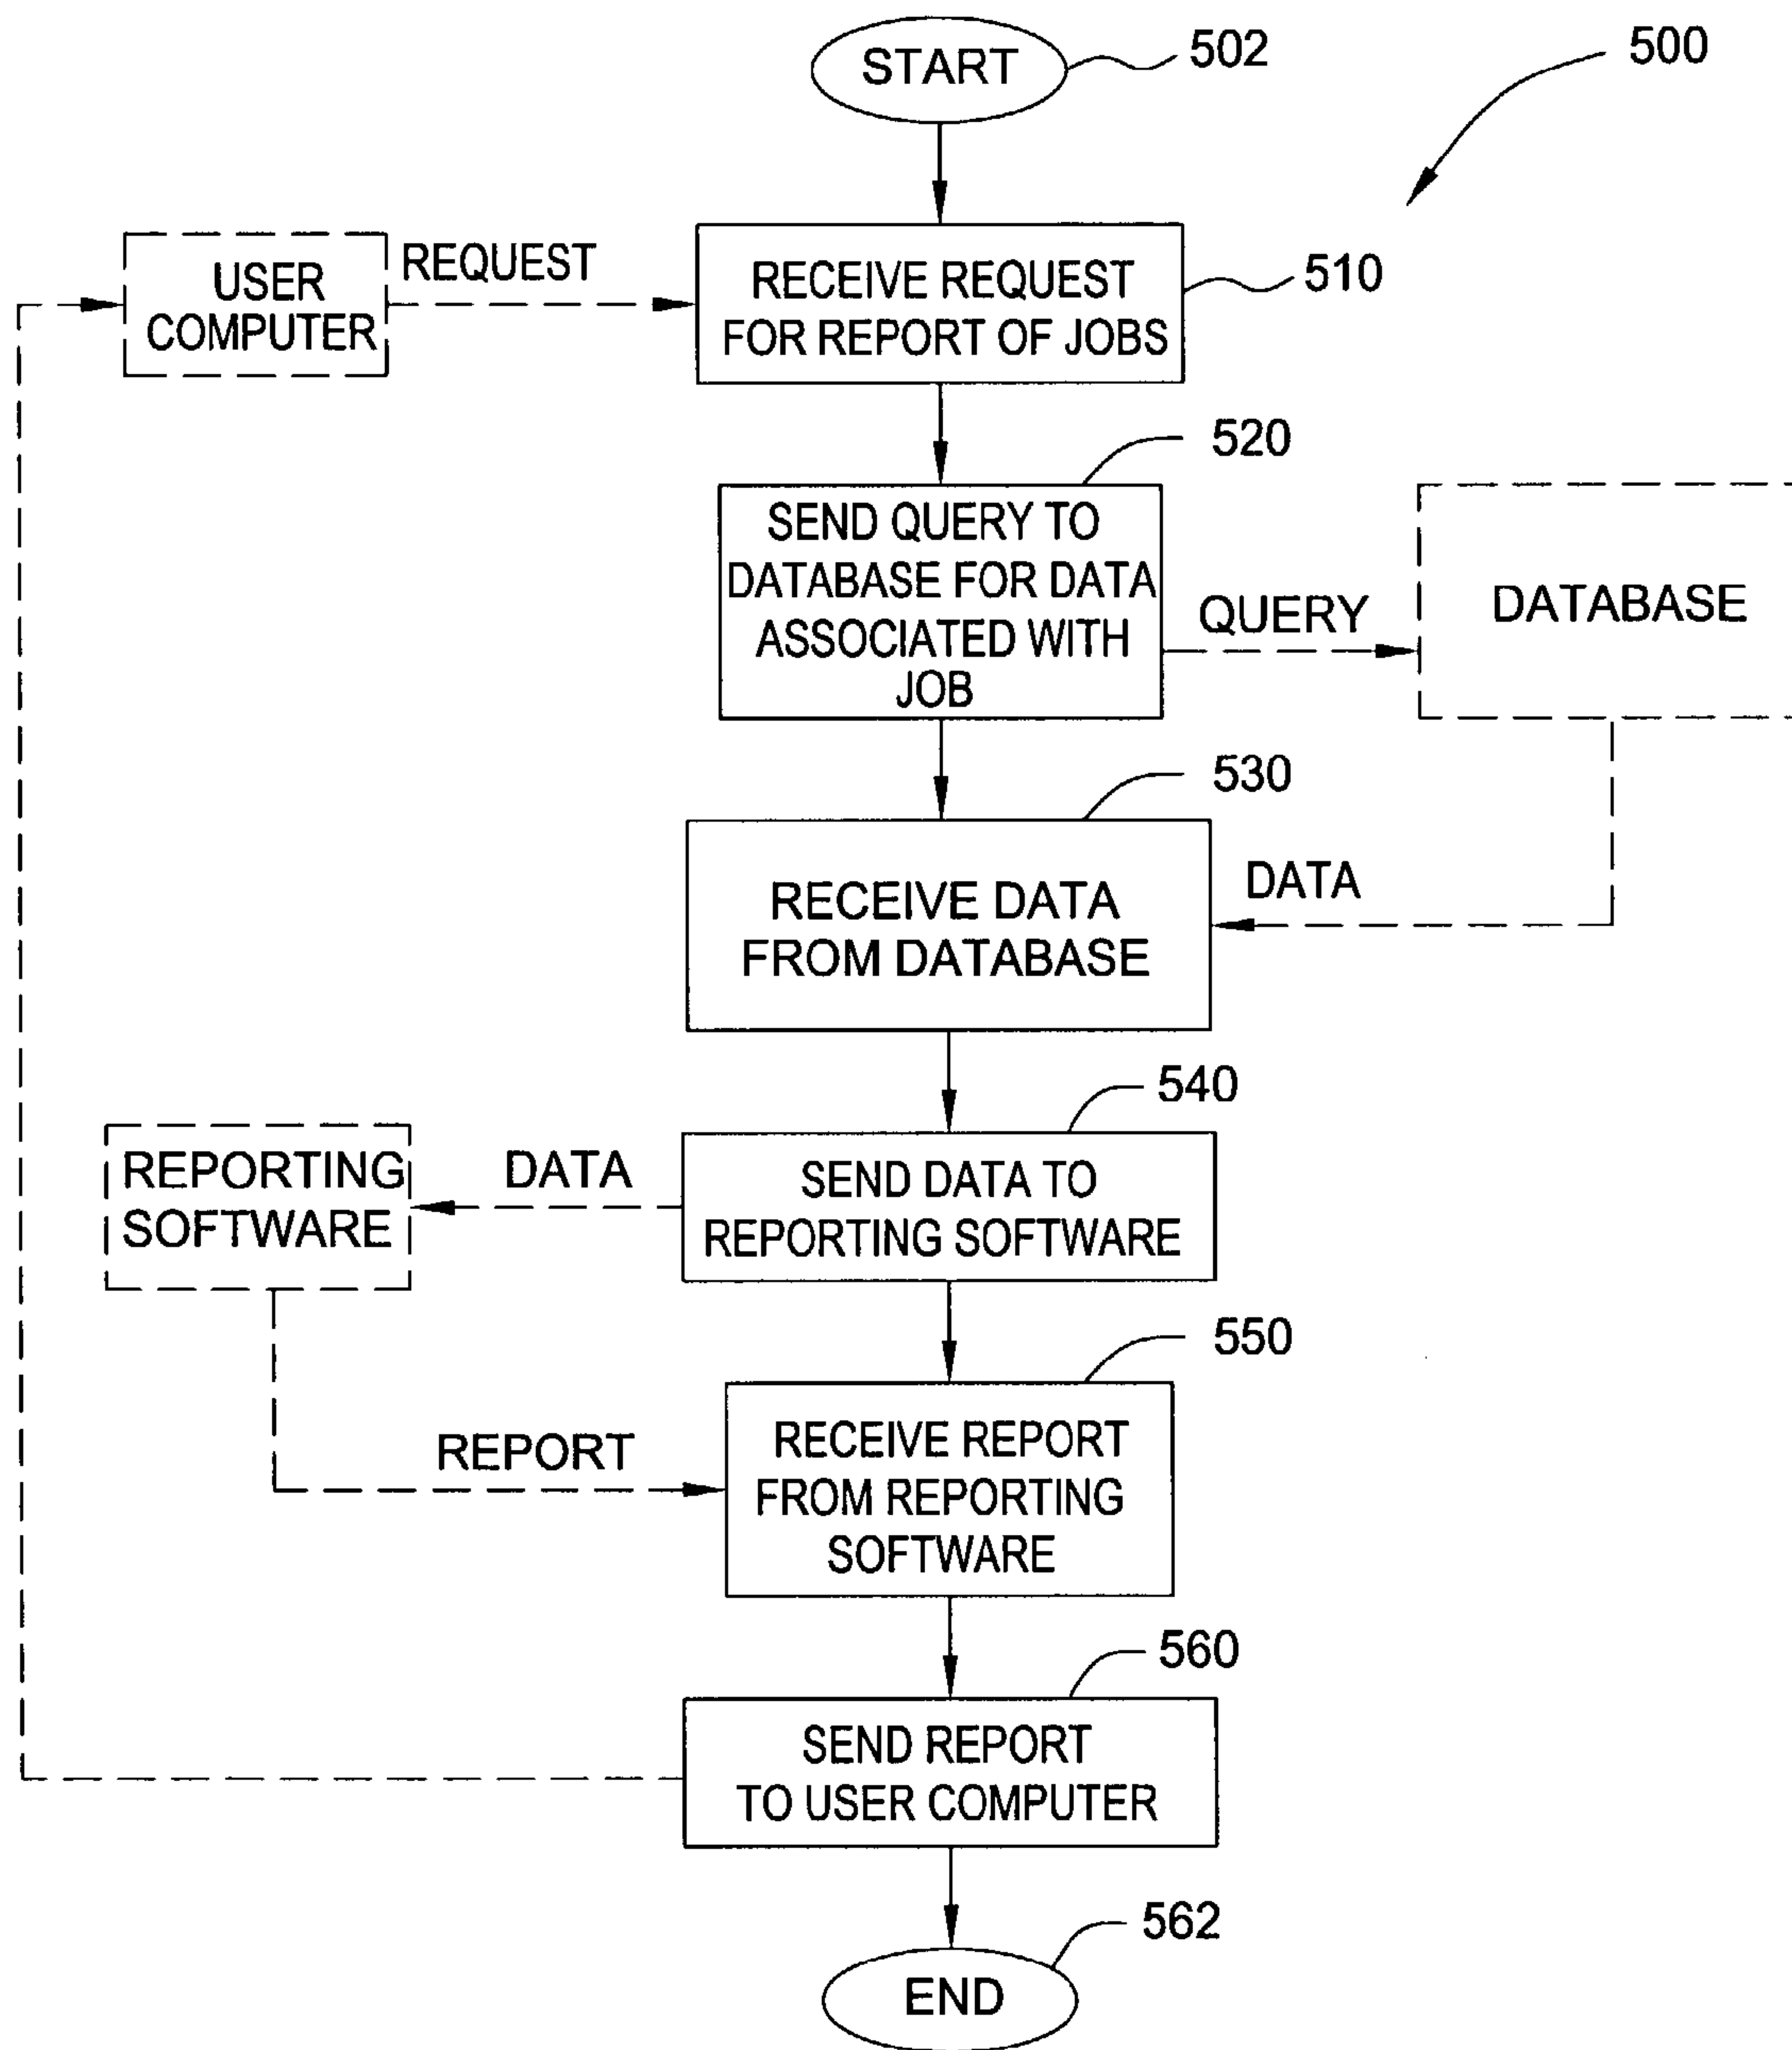 START
502
500
USER
COMPUTER
REQUEST
RECEIVE REQUEST
FOR REPORT OF JOBS
510
520
SEND QUERY TO
DATABASE FOR DATA
ASSOCIATED WITH
JOB
QUERY
DATABASE
530
RECEIVE DATA
FROM DATABASE
DATA
540
REPORTING
SOFTWARE
DATA
SEND DATA TO
REPORTING SOFTWARE
550
REPORT
RECEIVE REPORT
FROM REPORTING
SOFTWARE
560
SEND REPORT
TO USER COMPUTER
562
END